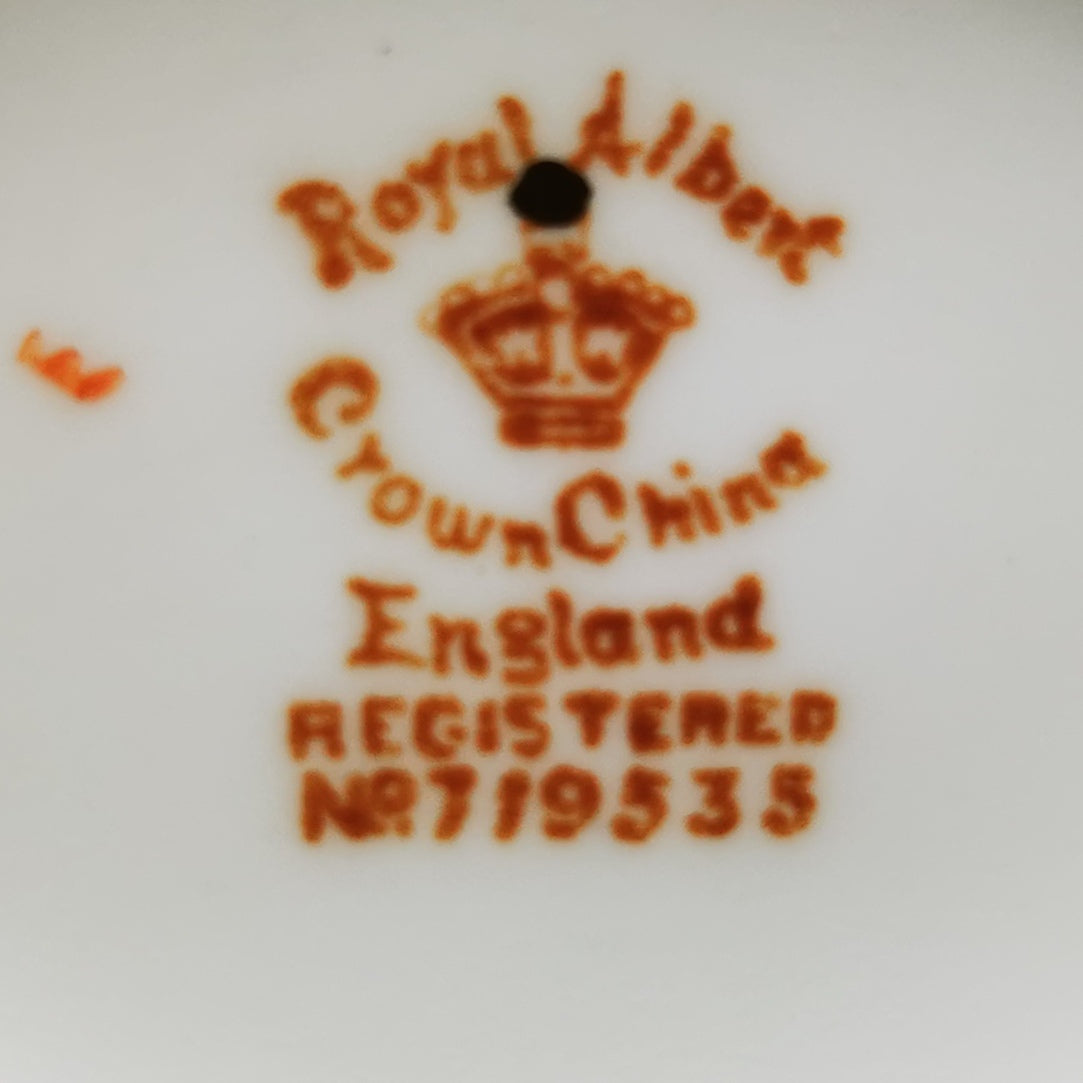 Royal Albert
Crown China
England
REGISTERED
No. 719535